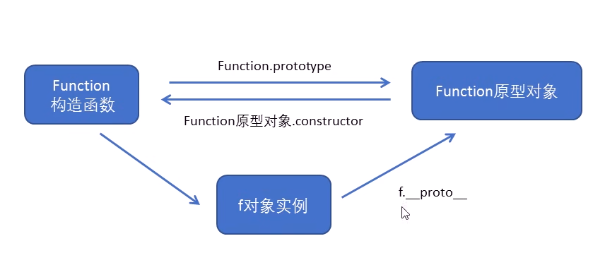 Function.prototype
Function
构造函数
Function原型对象
Function原型对象.constructor
f对象实例
f.__proto__